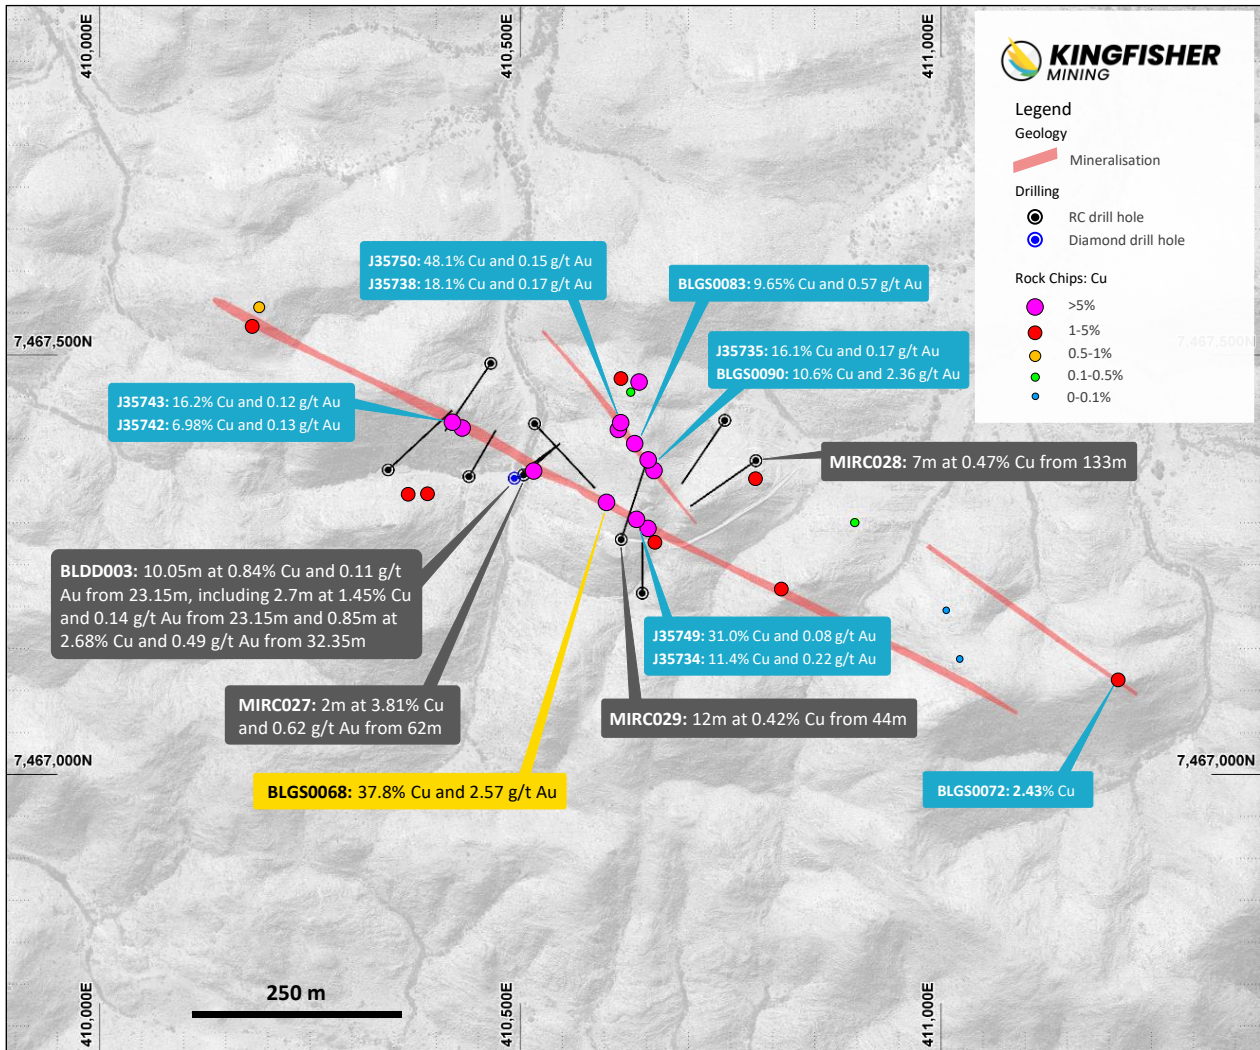 410,000E
410,500E
411,000E
KINGFISHER
MINING
Legend
Geology
Mineralisation
Drilling
RC drill hole
Diamond drill hole
Rock Chips: Cu
>5%
1-5%
0.5-1%
0.1-0.5%
0-0.1%
7,467,500N
7,467,500N
J35750: 48.1% Cu and 0.15 g/t Au
J35738: 18.1% Cu and 0.17 g/t Au
BLGS0083: 9.65% Cu and 0.57 g/t Au
J35735: 16.1% Cu and 0.17 g/t Au
BLGS0090: 10.6% Cu and 2.36 g/t Au
J35743: 16.2% Cu and 0.12 g/t Au
J35742: 6.98% Cu and 0.13 g/t Au
MIRC028: 7m at 0.47% Cu from 133m
BLDD003: 10.05m at 0.84% Cu and 0.11 g/t
Au from 23.15m, including 2.7m at 1.45% Cu
and 0.14 g/t Au from 23.15m and 0.85m at
2.68% Cu and 0.49 g/t Au from 32.35m
J35749: 31.0% Cu and 0.08 g/t Au
J35734: 11.4% Cu and 0.22 g/t Au
MIRC027: 2m at 3.81% Cu
and 0.62 g/t Au from 62m
MIRC029: 12m at 0.42% Cu from 44m
7,467,000N
7,467,000N
BLGS0068: 37.8% Cu and 2.57 g/t Au
BLGS0072: 2.43% Cu
250 m
410,000E
410,500E
411,000E